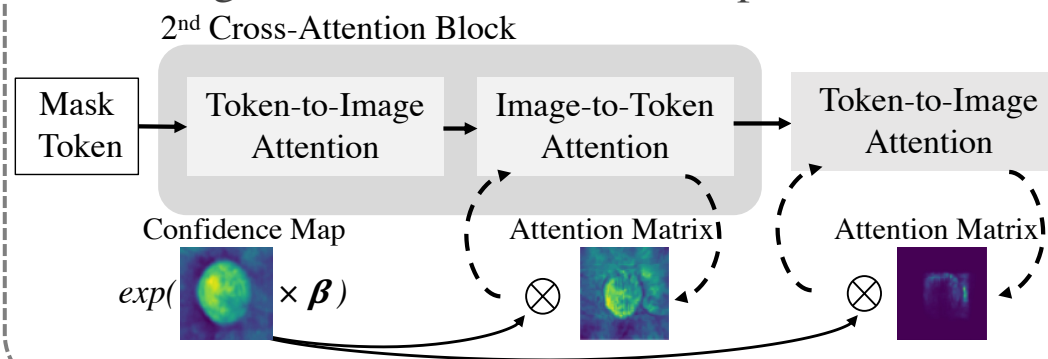 2nd Cross-Attention Block
Mask
Token
Token-to-Image
Attention
Image-to-Token
Attention
Token-to-Image
Attention
Confidence Map
Attention Matrix
Attention Matrix
exp( × β )